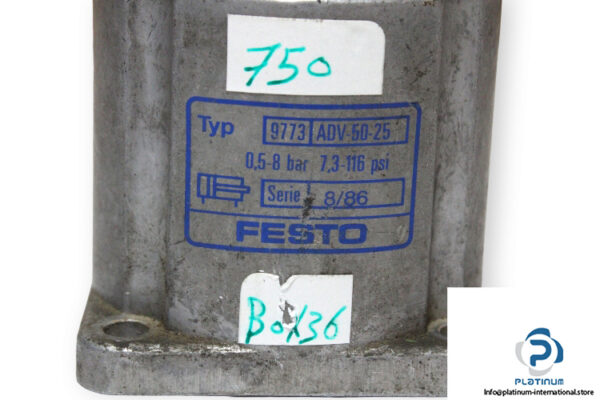 750
Typ 9773 ADV-50-25
0,5-8 bar 7,3-116 psi
Serie 8/86
FESTO
Box36
PLATINUM
Info@platinum-international.store